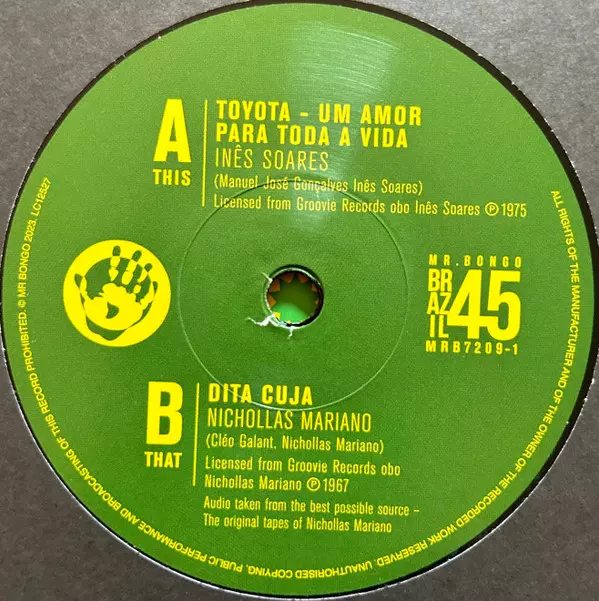 A
THIS
TOYOTA - UM AMOR
PARA TODA A VIDA
INÊS SOARES
(Manuel José Gonçalves Inês Soares)
Licensed from Groovie Records obo Inês Soares Ⓟ 1975
MR.BONGO
BR
AZ
IL
45
MRB7209-1
B
THAT
DITA CUJA
NICHOLLAS MARIANO
(Cléo Galant, Nichollas Mariano)
Licensed from Groovie Records obo
Nichollas Mariano Ⓟ 1967
Audio taken from the best possible source –
The original tapes of Nichollas Mariano
ALL RIGHTS OF THE MANUFACTURER AND OF THE OWNER OF THE RECORDED WORK RESERVED. UNAUTHORISED COPYING, PUBLIC PERFORMANCE AND BROADCASTING OF THIS RECORD PROHIBITED. © MR BONGO 2023. LC12527